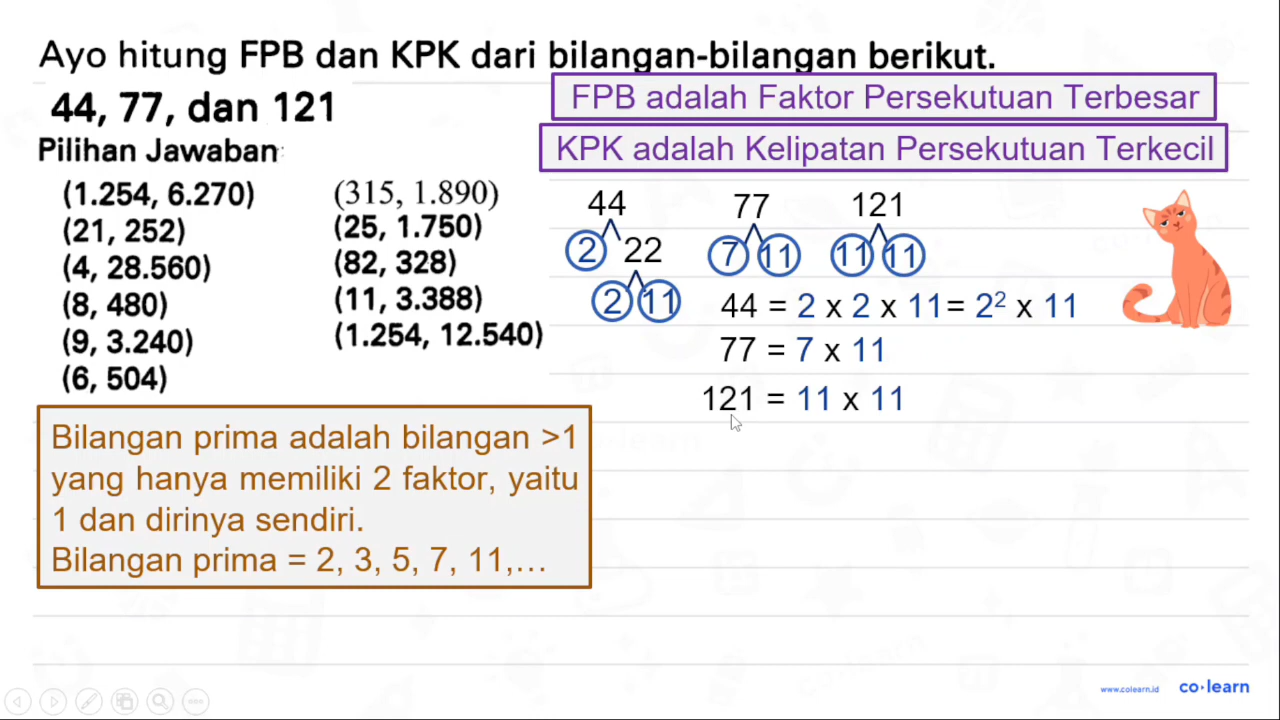 Ayo hitung FPB dan KPK dari bilangan-bilangan berikut.
44, 77, dan 121
Pilihan Jawaban:
(1.254, 6.270)
(21, 252)
(4, 28.560)
(8, 480)
(9, 3.240)
(6, 504)
(315, 1.890)
(25, 1.750)
(82, 328)
(11, 3.388)
(1.254, 12.540)
FPB adalah Faktor Persekutuan Terbesar
KPK adalah Kelipatan Persekutuan Terkecil
44 77 121
2 22 7 11 11 11
2 11
44 = 2 x 2 x 11 = 2² x 11
77 = 7 x 11
121 = 11 x 11
Bilangan prima adalah bilangan >1
yang hanya memiliki 2 faktor, yaitu
1 dan dirinya sendiri.
Bilangan prima = 2, 3, 5, 7, 11,...
www.colearn.id co·learn